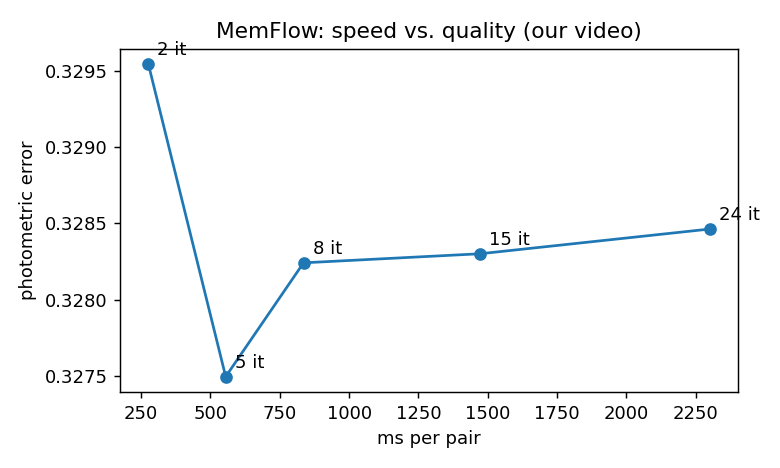 MemFlow: speed vs. quality (our video)
2 it
0.3295
0.3290
24 it
0.3285
15 it
8 it
0.3280
5 it
0.3275
photometric error
250 500 750 1000 1250 1500 1750 2000 2250
ms per pair